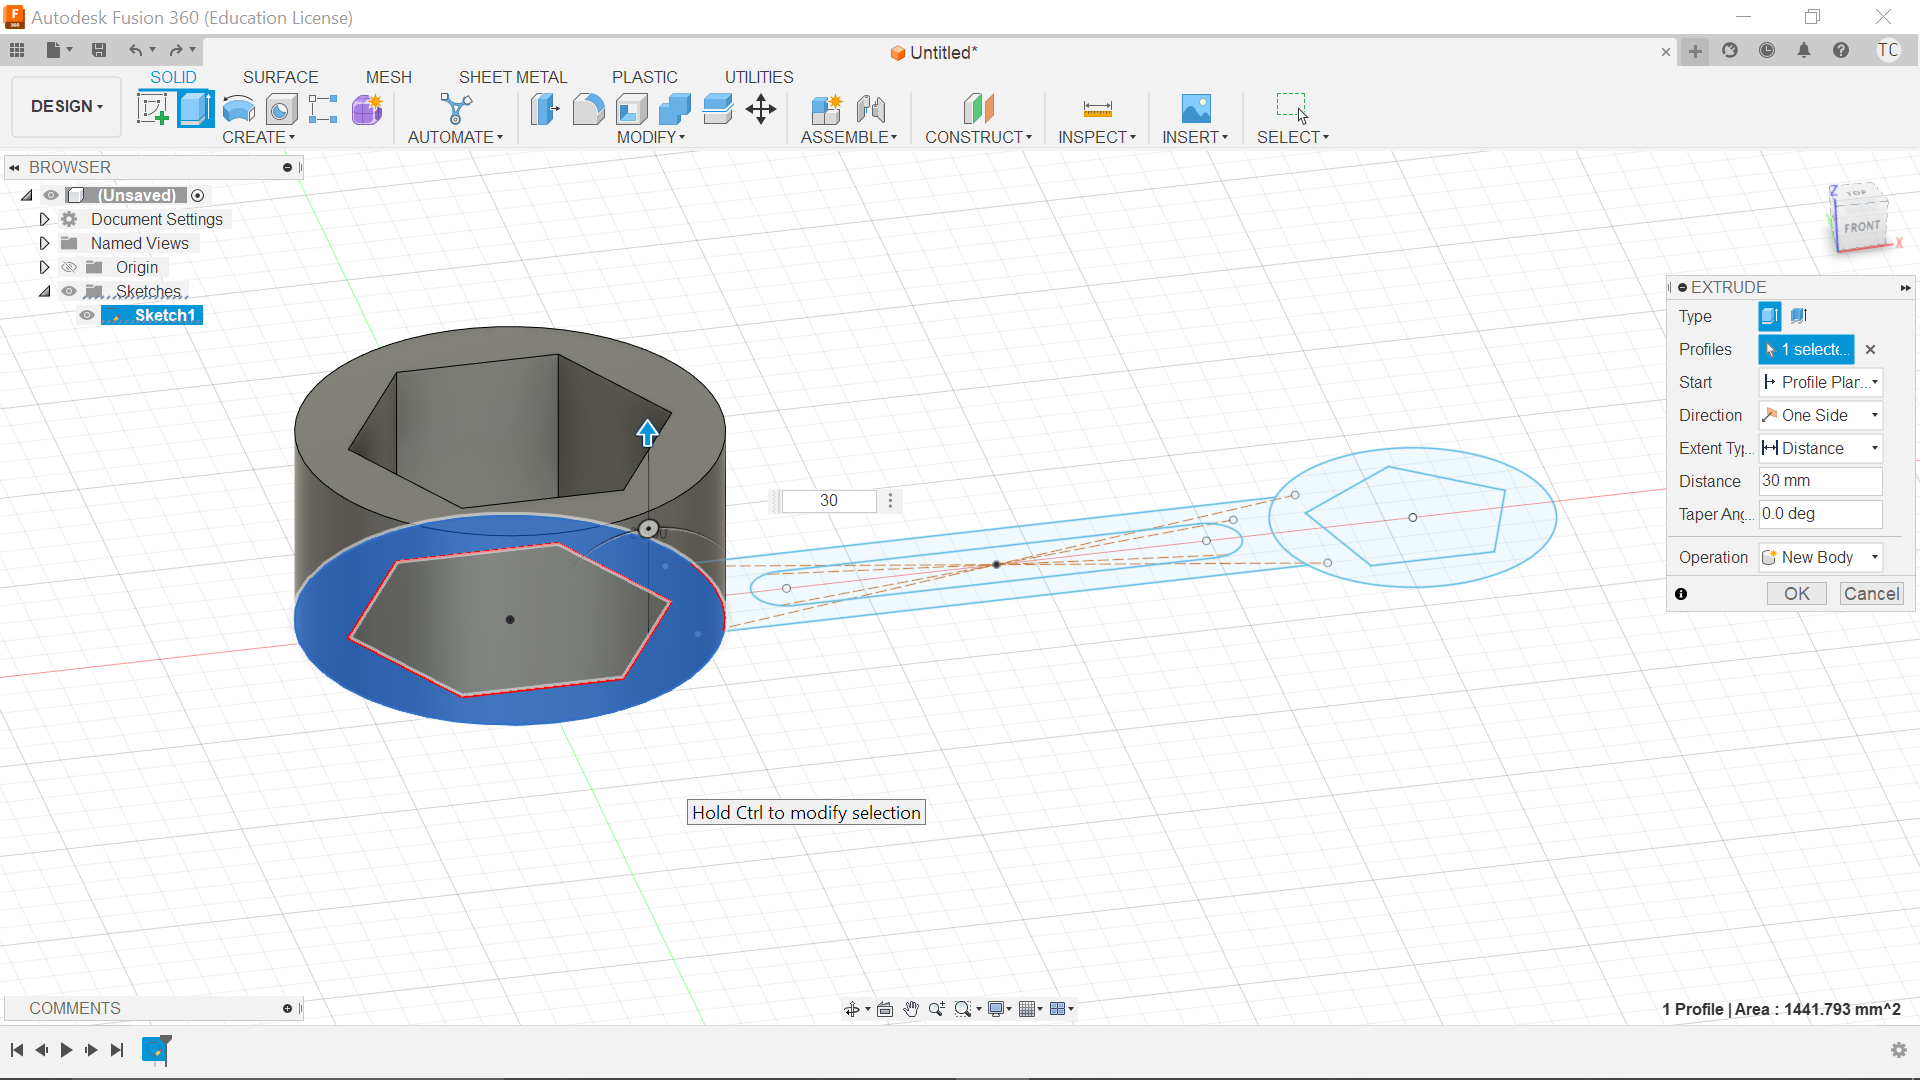 Autodesk Fusion 360 (Education License)
Untitled*
TC
SOLID SURFACE MESH SHEET METAL PLASTIC UTILITIES
DESIGN
CREATE AUTOMATE MODIFY ASSEMBLE CONSTRUCT INSPECT INSERT SELECT
BROWSER
(Unsaved)
Document Settings
Named Views
Origin
Sketches
Sketch1
Z
TOP
FRONT
X
EXTRUDE
Type
Profiles 1 selecte...
Start Profile Plan...
Direction One Side
Extent Typ... Distance
Distance 30 mm
Taper Ang... 0.0 deg
Operation New Body
OK Cancel
30
Hold Ctrl to modify selection
COMMENTS
1 Profile | Area : 1441.793 mm^2